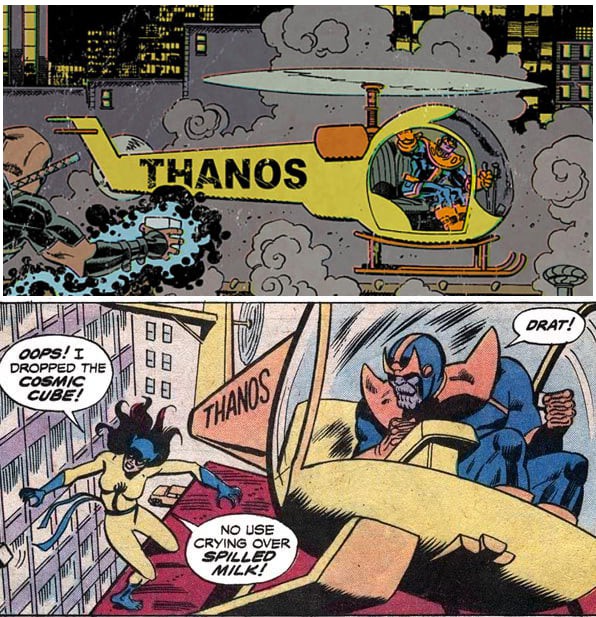 THANOS
OOPS! I
DROPPED THE
COSMIC
CUBE!
THANOS
DRAT!
NO USE
CRYING OVER
SPILLED
MILK!